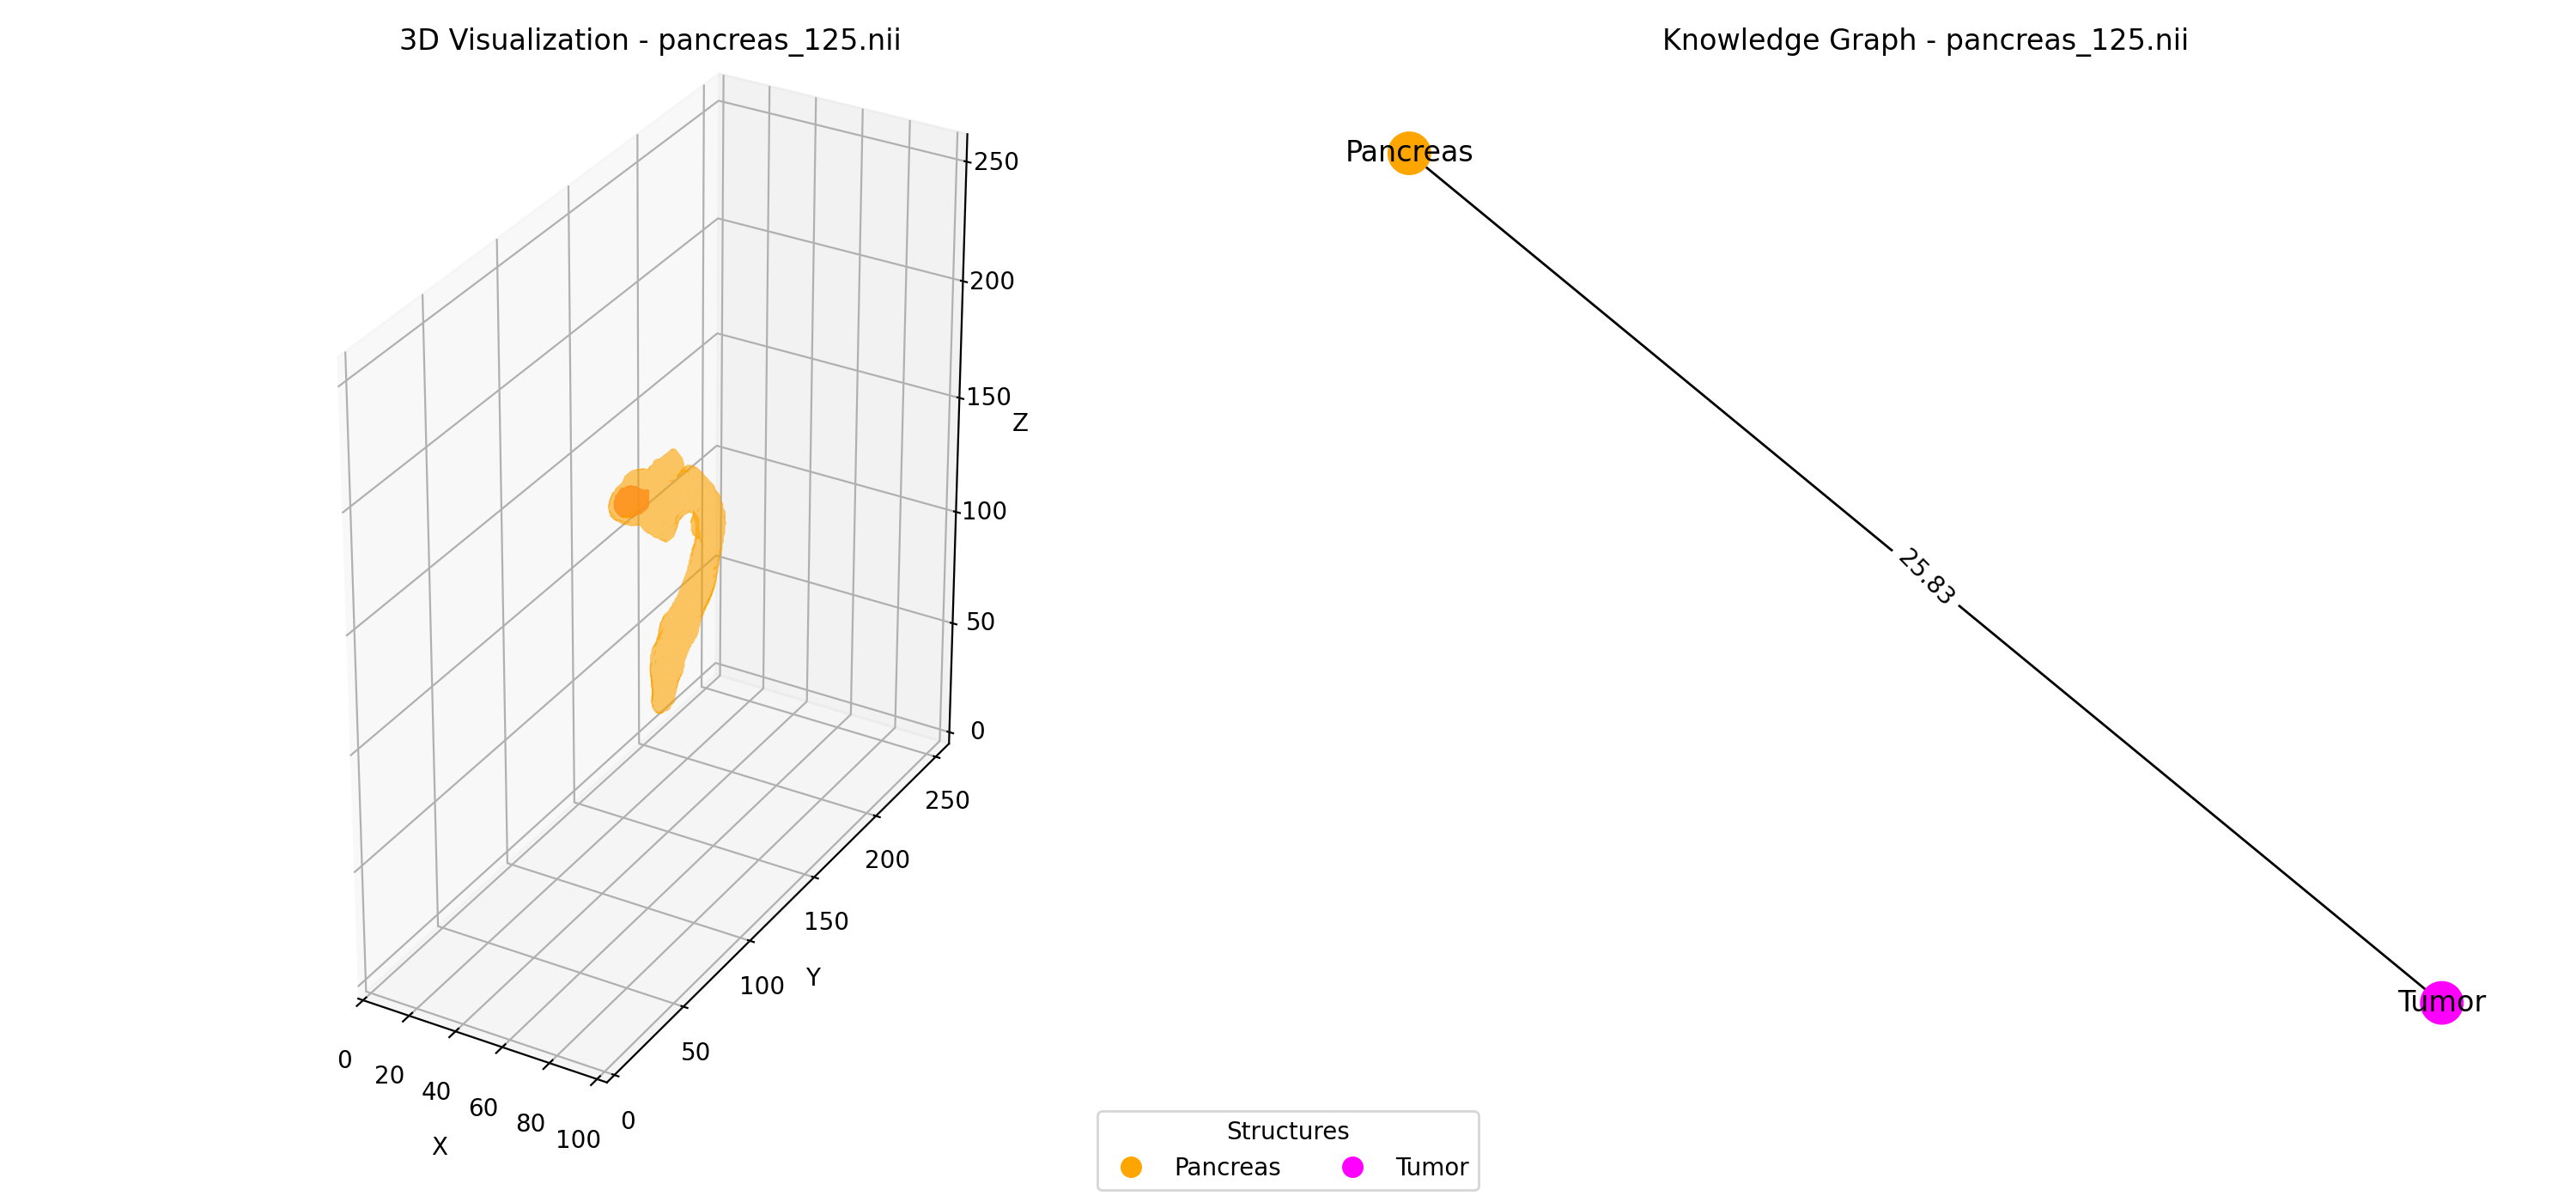 3D Visualization - pancreas_125.nii
250
200
150
Z
100
50
0
250
200
150
100
Y
50
0
0
20
40
60
80
100
X
Knowledge Graph - pancreas_125.nii
Pancreas
25.83
Tumor
Structures
Pancreas
Tumor